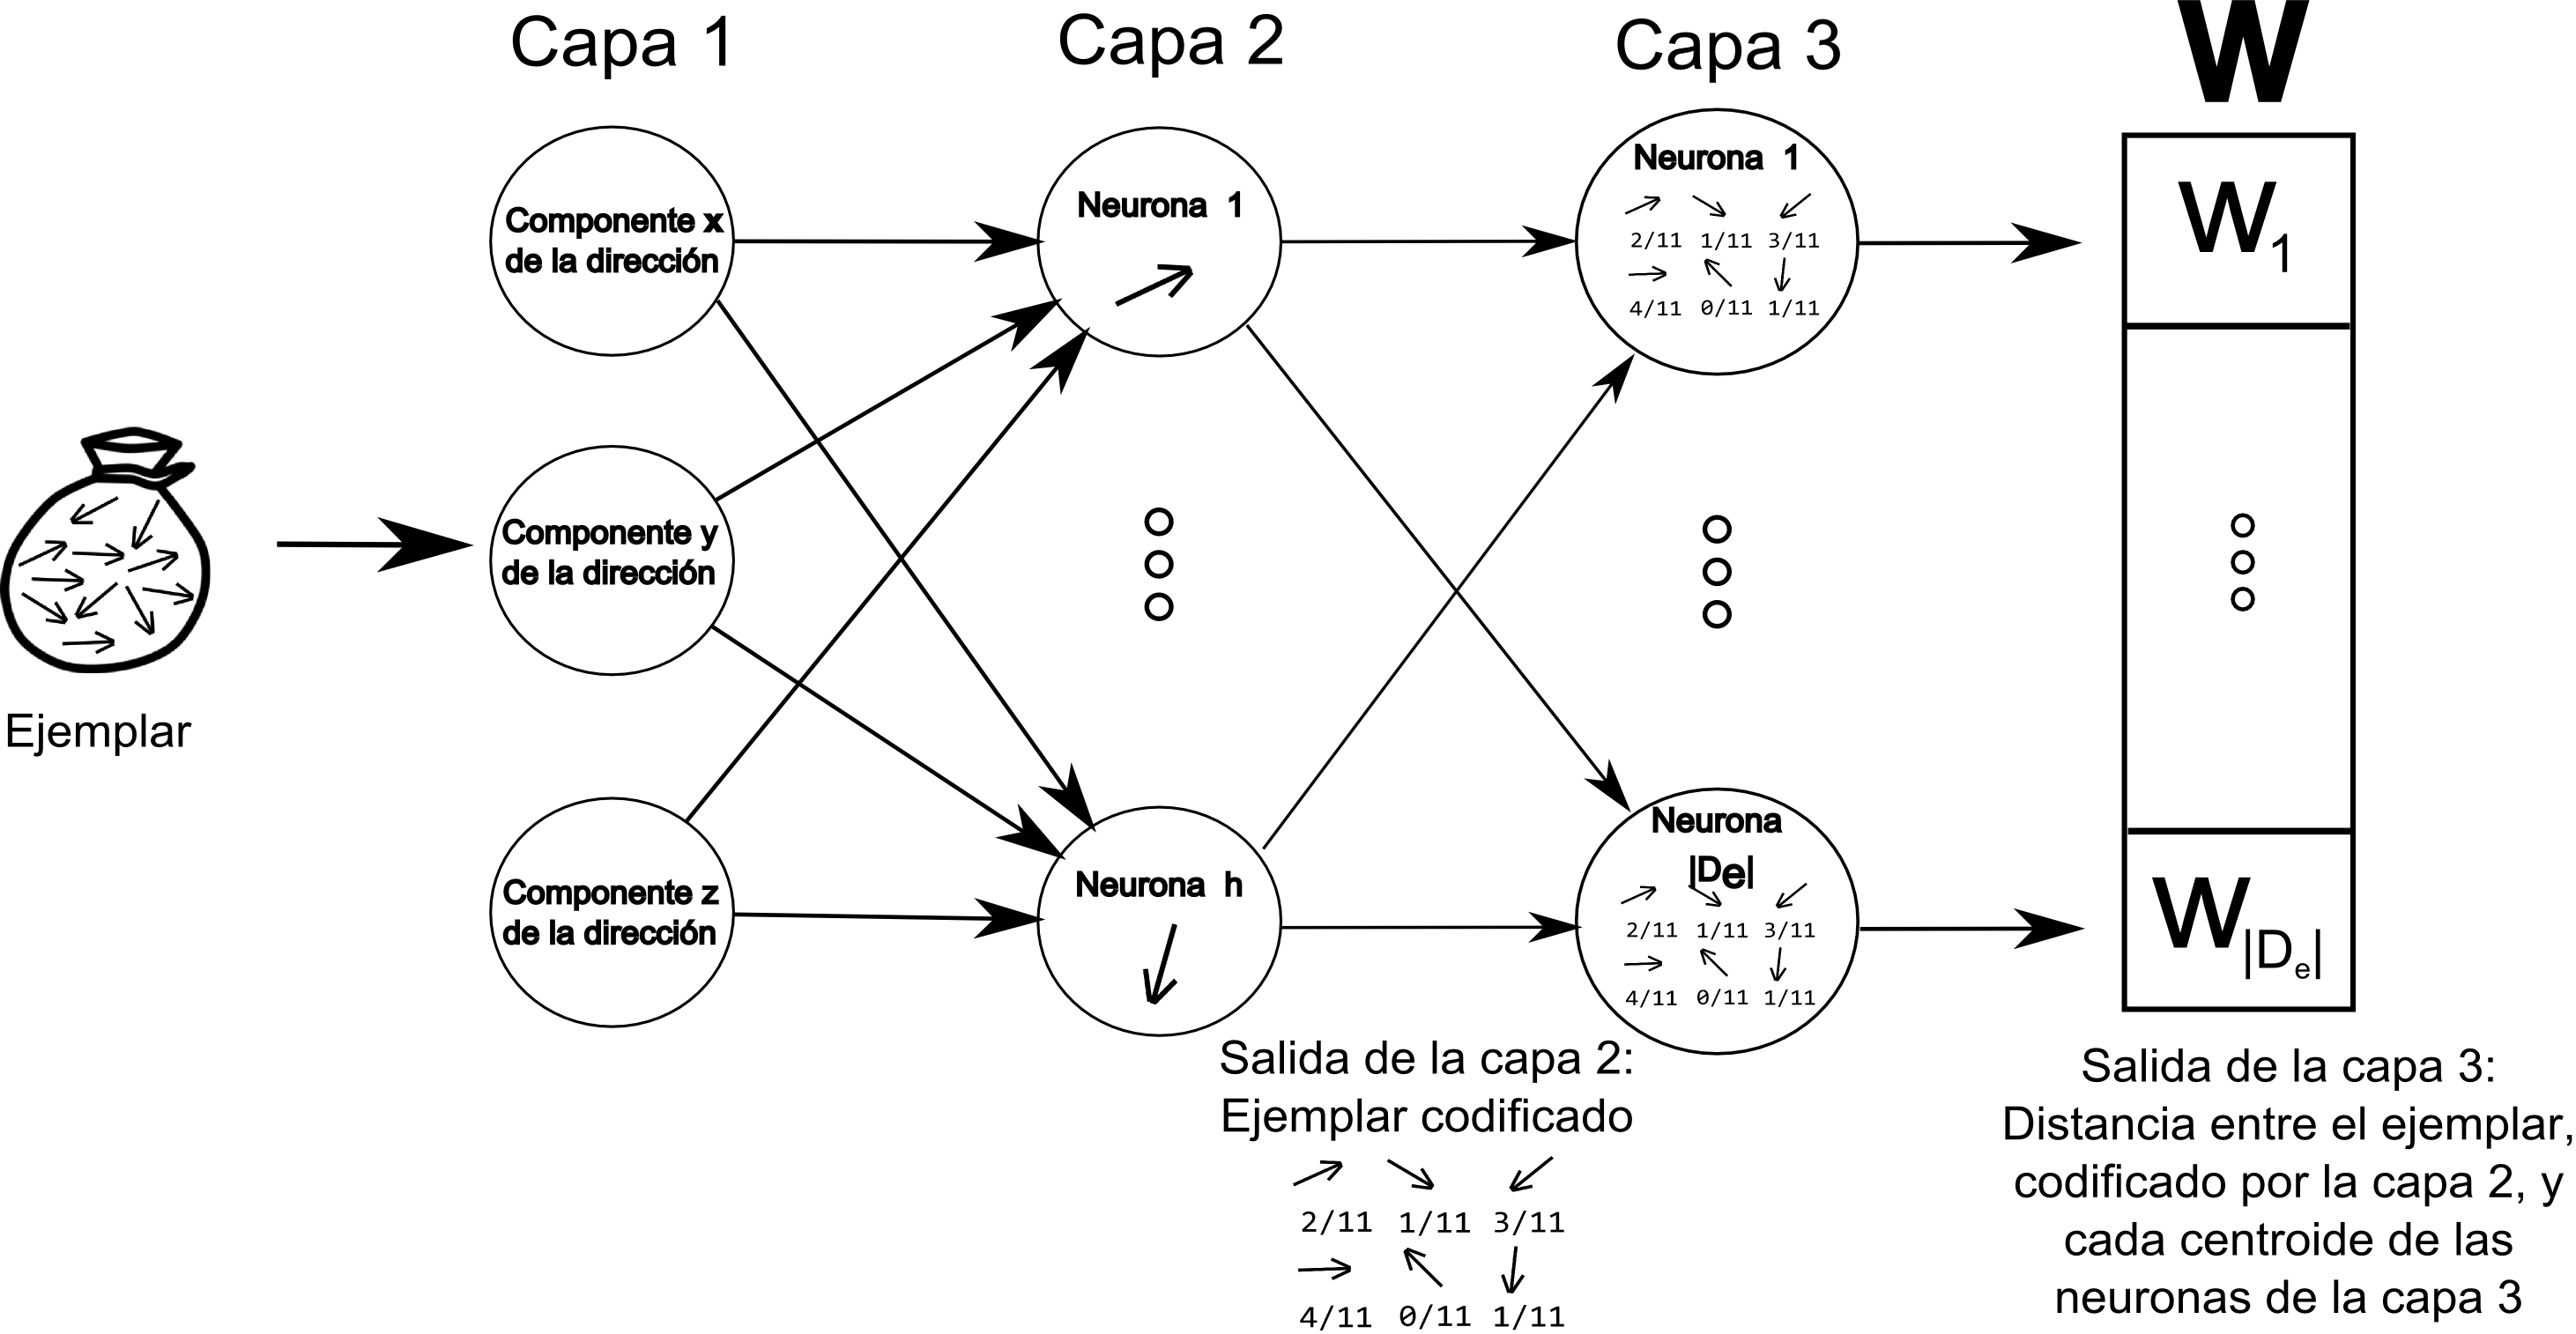 Capa 1
Capa 2
Capa 3
W
Ejemplar
Componente x
de la dirección
Componente y
de la dirección
Componente z
de la dirección
Neurona 1
Neurona h
Neurona 1
2/11 1/11 3/11
4/11 0/11 1/11
Neurona
|De|
2/11 1/11 3/11
4/11 0/11 1/11
W1
W|De|
Salida de la capa 2:
Ejemplar codificado
2/11 1/11 3/11
4/11 0/11 1/11
Salida de la capa 3:
Distancia entre el ejemplar,
codificado por la capa 2, y
cada centroide de las
neuronas de la capa 3